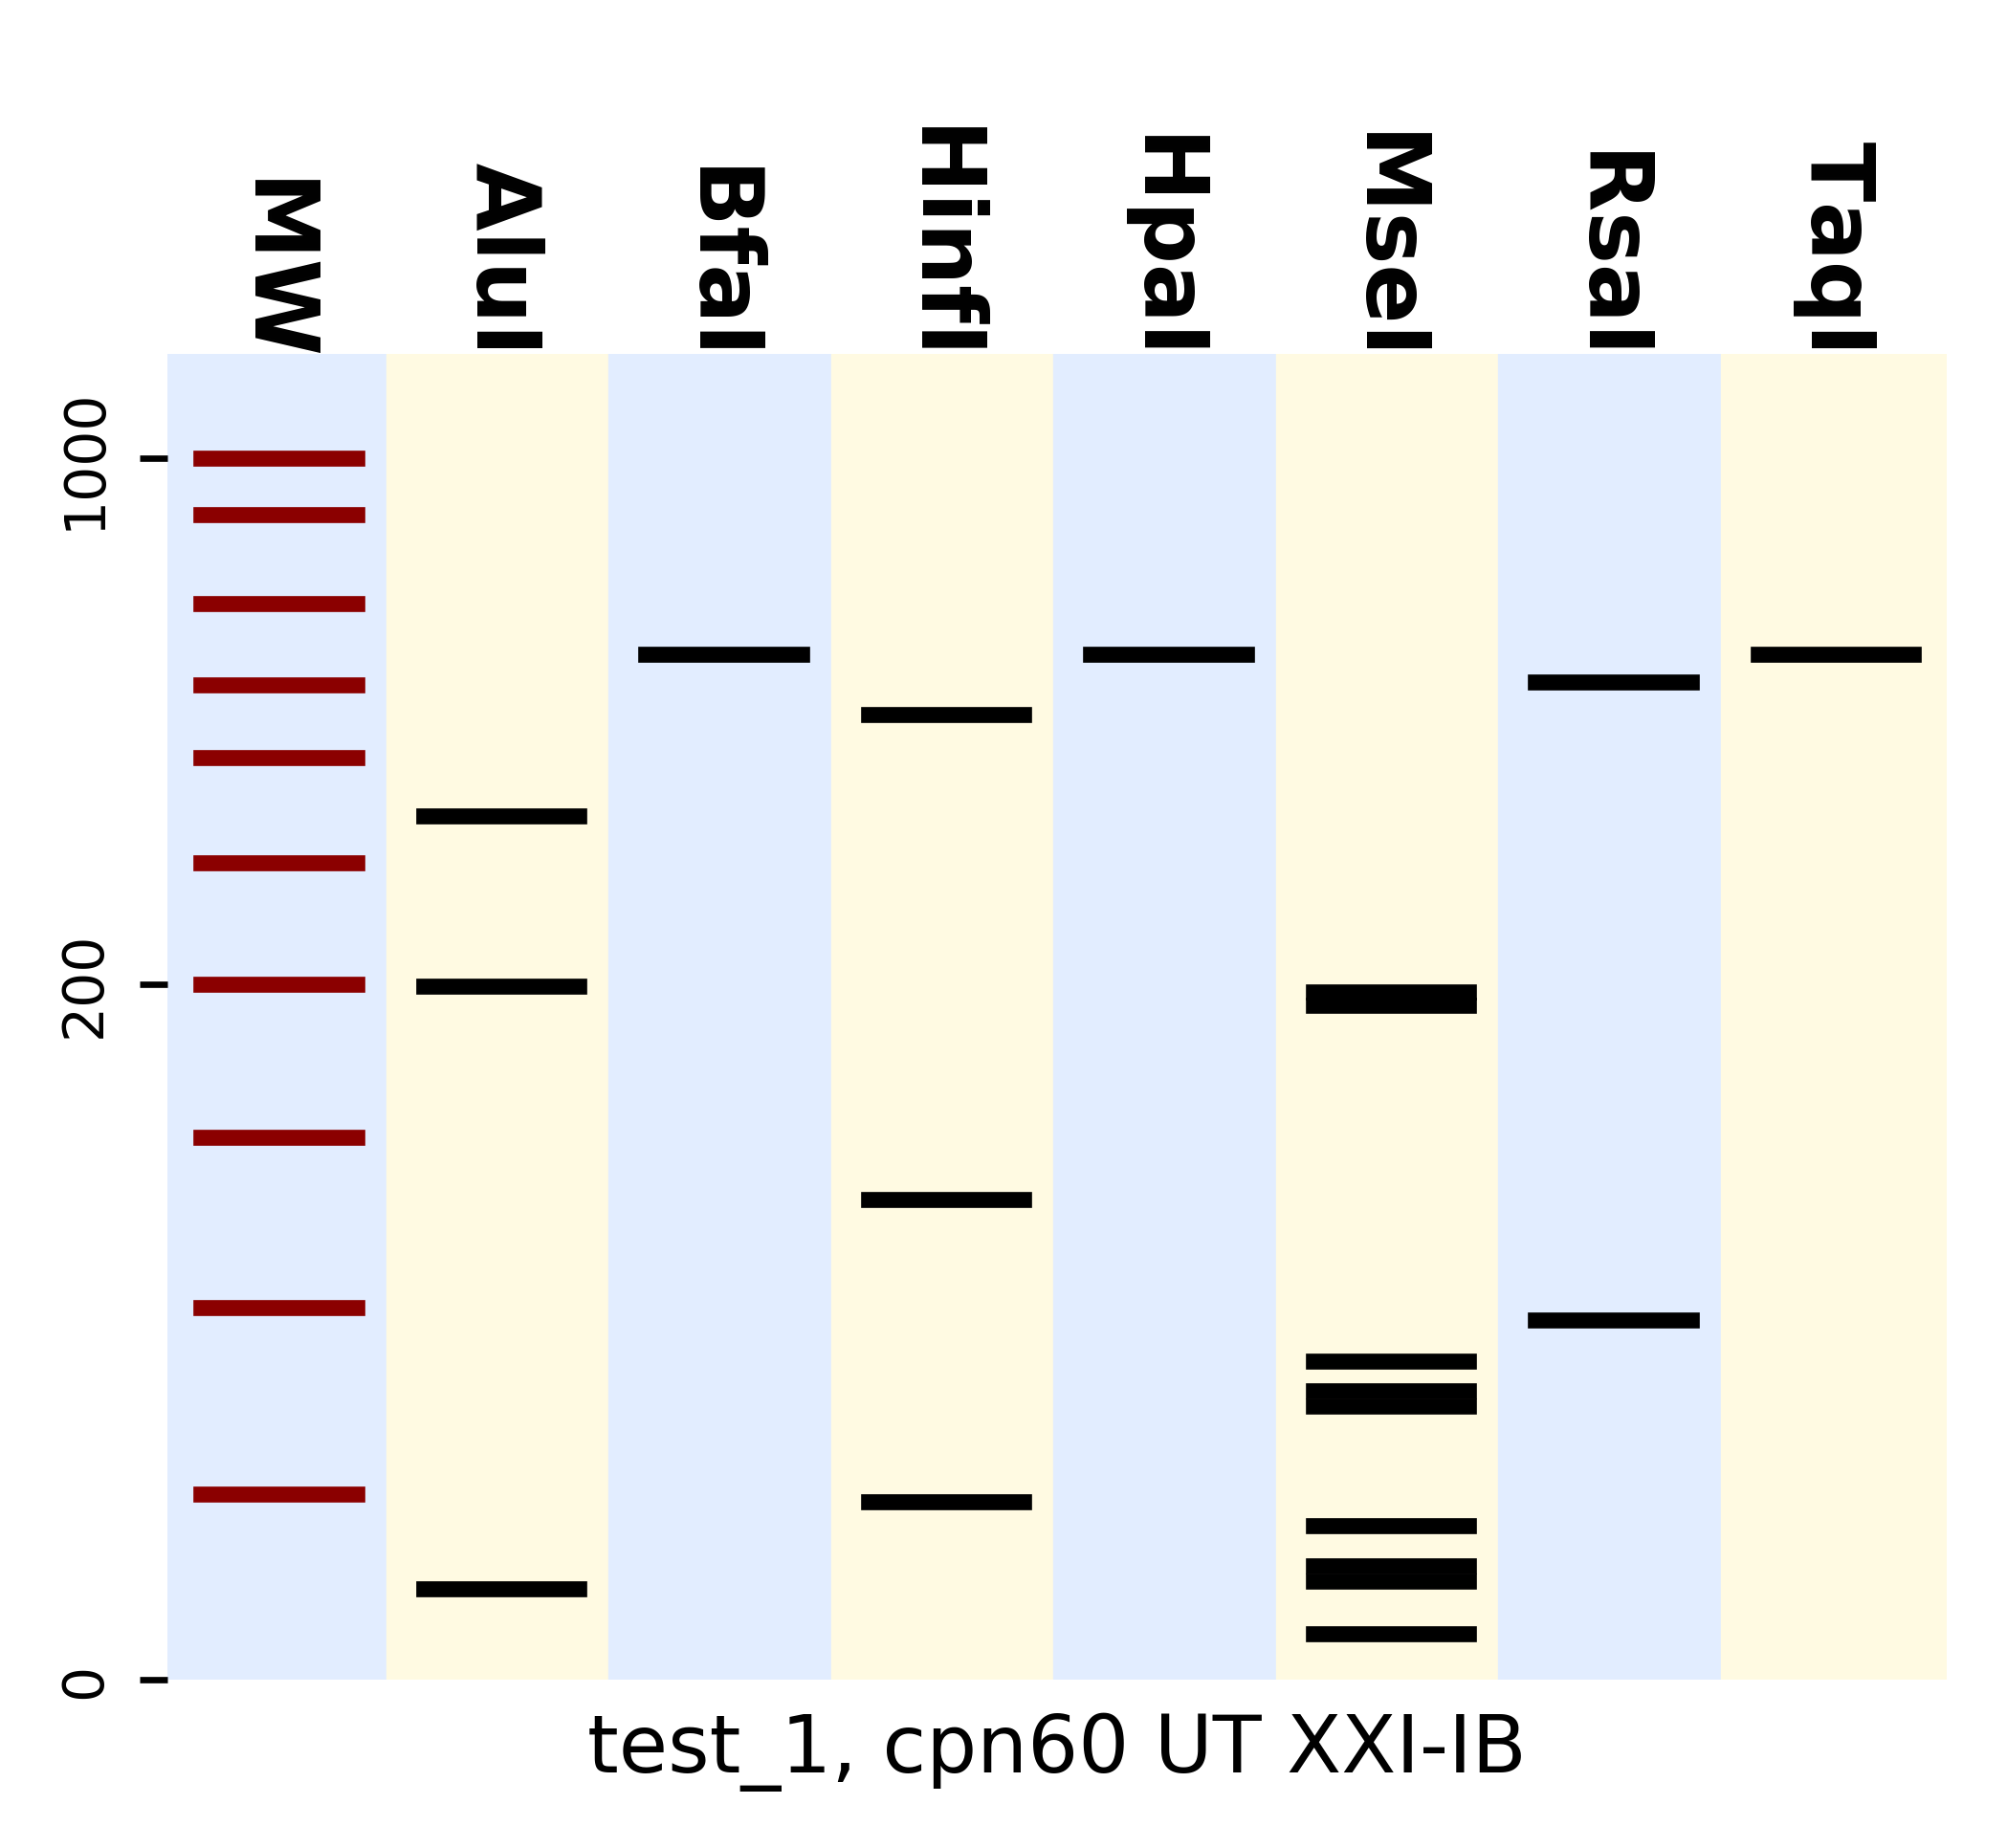 MW
AluI
BfaI
HinfI
HpaI
MseI
RsaI
TaqI
1000
200
0
test_1, cpn60 UT XXI-IB